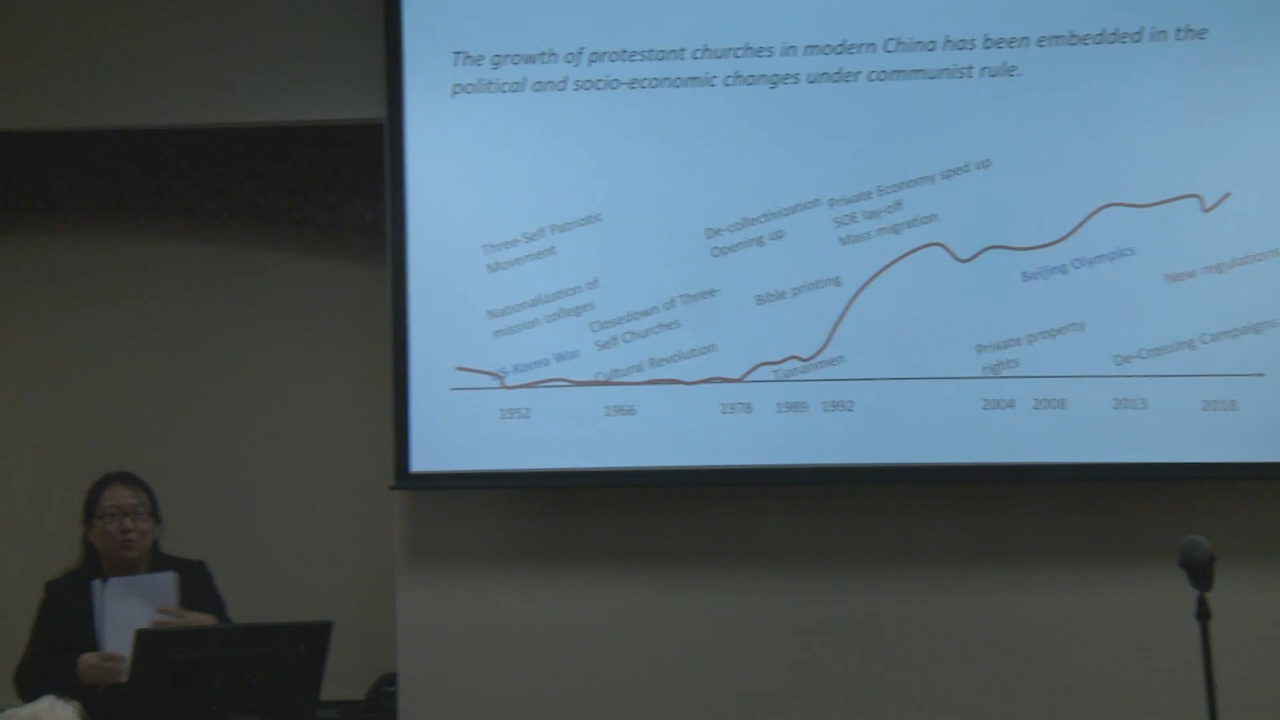 The growth of protestant churches in modern China has been embedded in the
political and socio-economic changes under communist rule.
Three-Self Patriotic
Movement
Nationalization of
mission colleges
Korea War
Closedown of Three-
Self Churches
Cultural Revolution
De-collectivization
Opening up
Bible printing
Tiananmen
Private Economy sped up
SOE lay-off
Mass migration
Private property
rights
Beijing Olympics
De-Crossing Campaigns
New regulations
1952
1966
1978
1989
1992
2004
2008
2013
2018